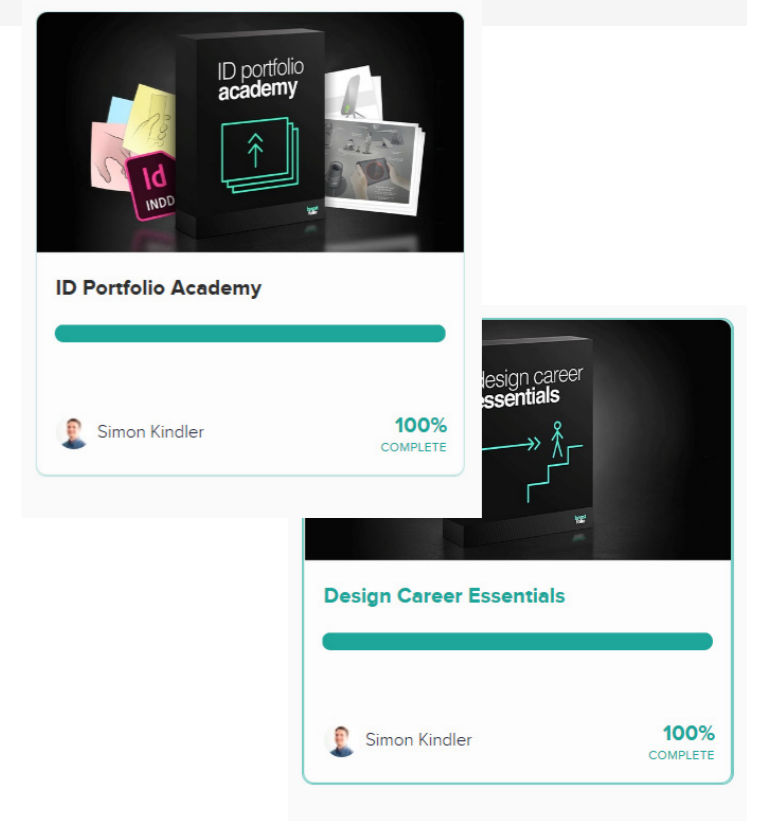 ID portfolio
academy
Id
INDD
ID Portfolio Academy
Simon Kindler
100%
COMPLETE
design career
essentials
Design Career Essentials
Simon Kindler
100%
COMPLETE